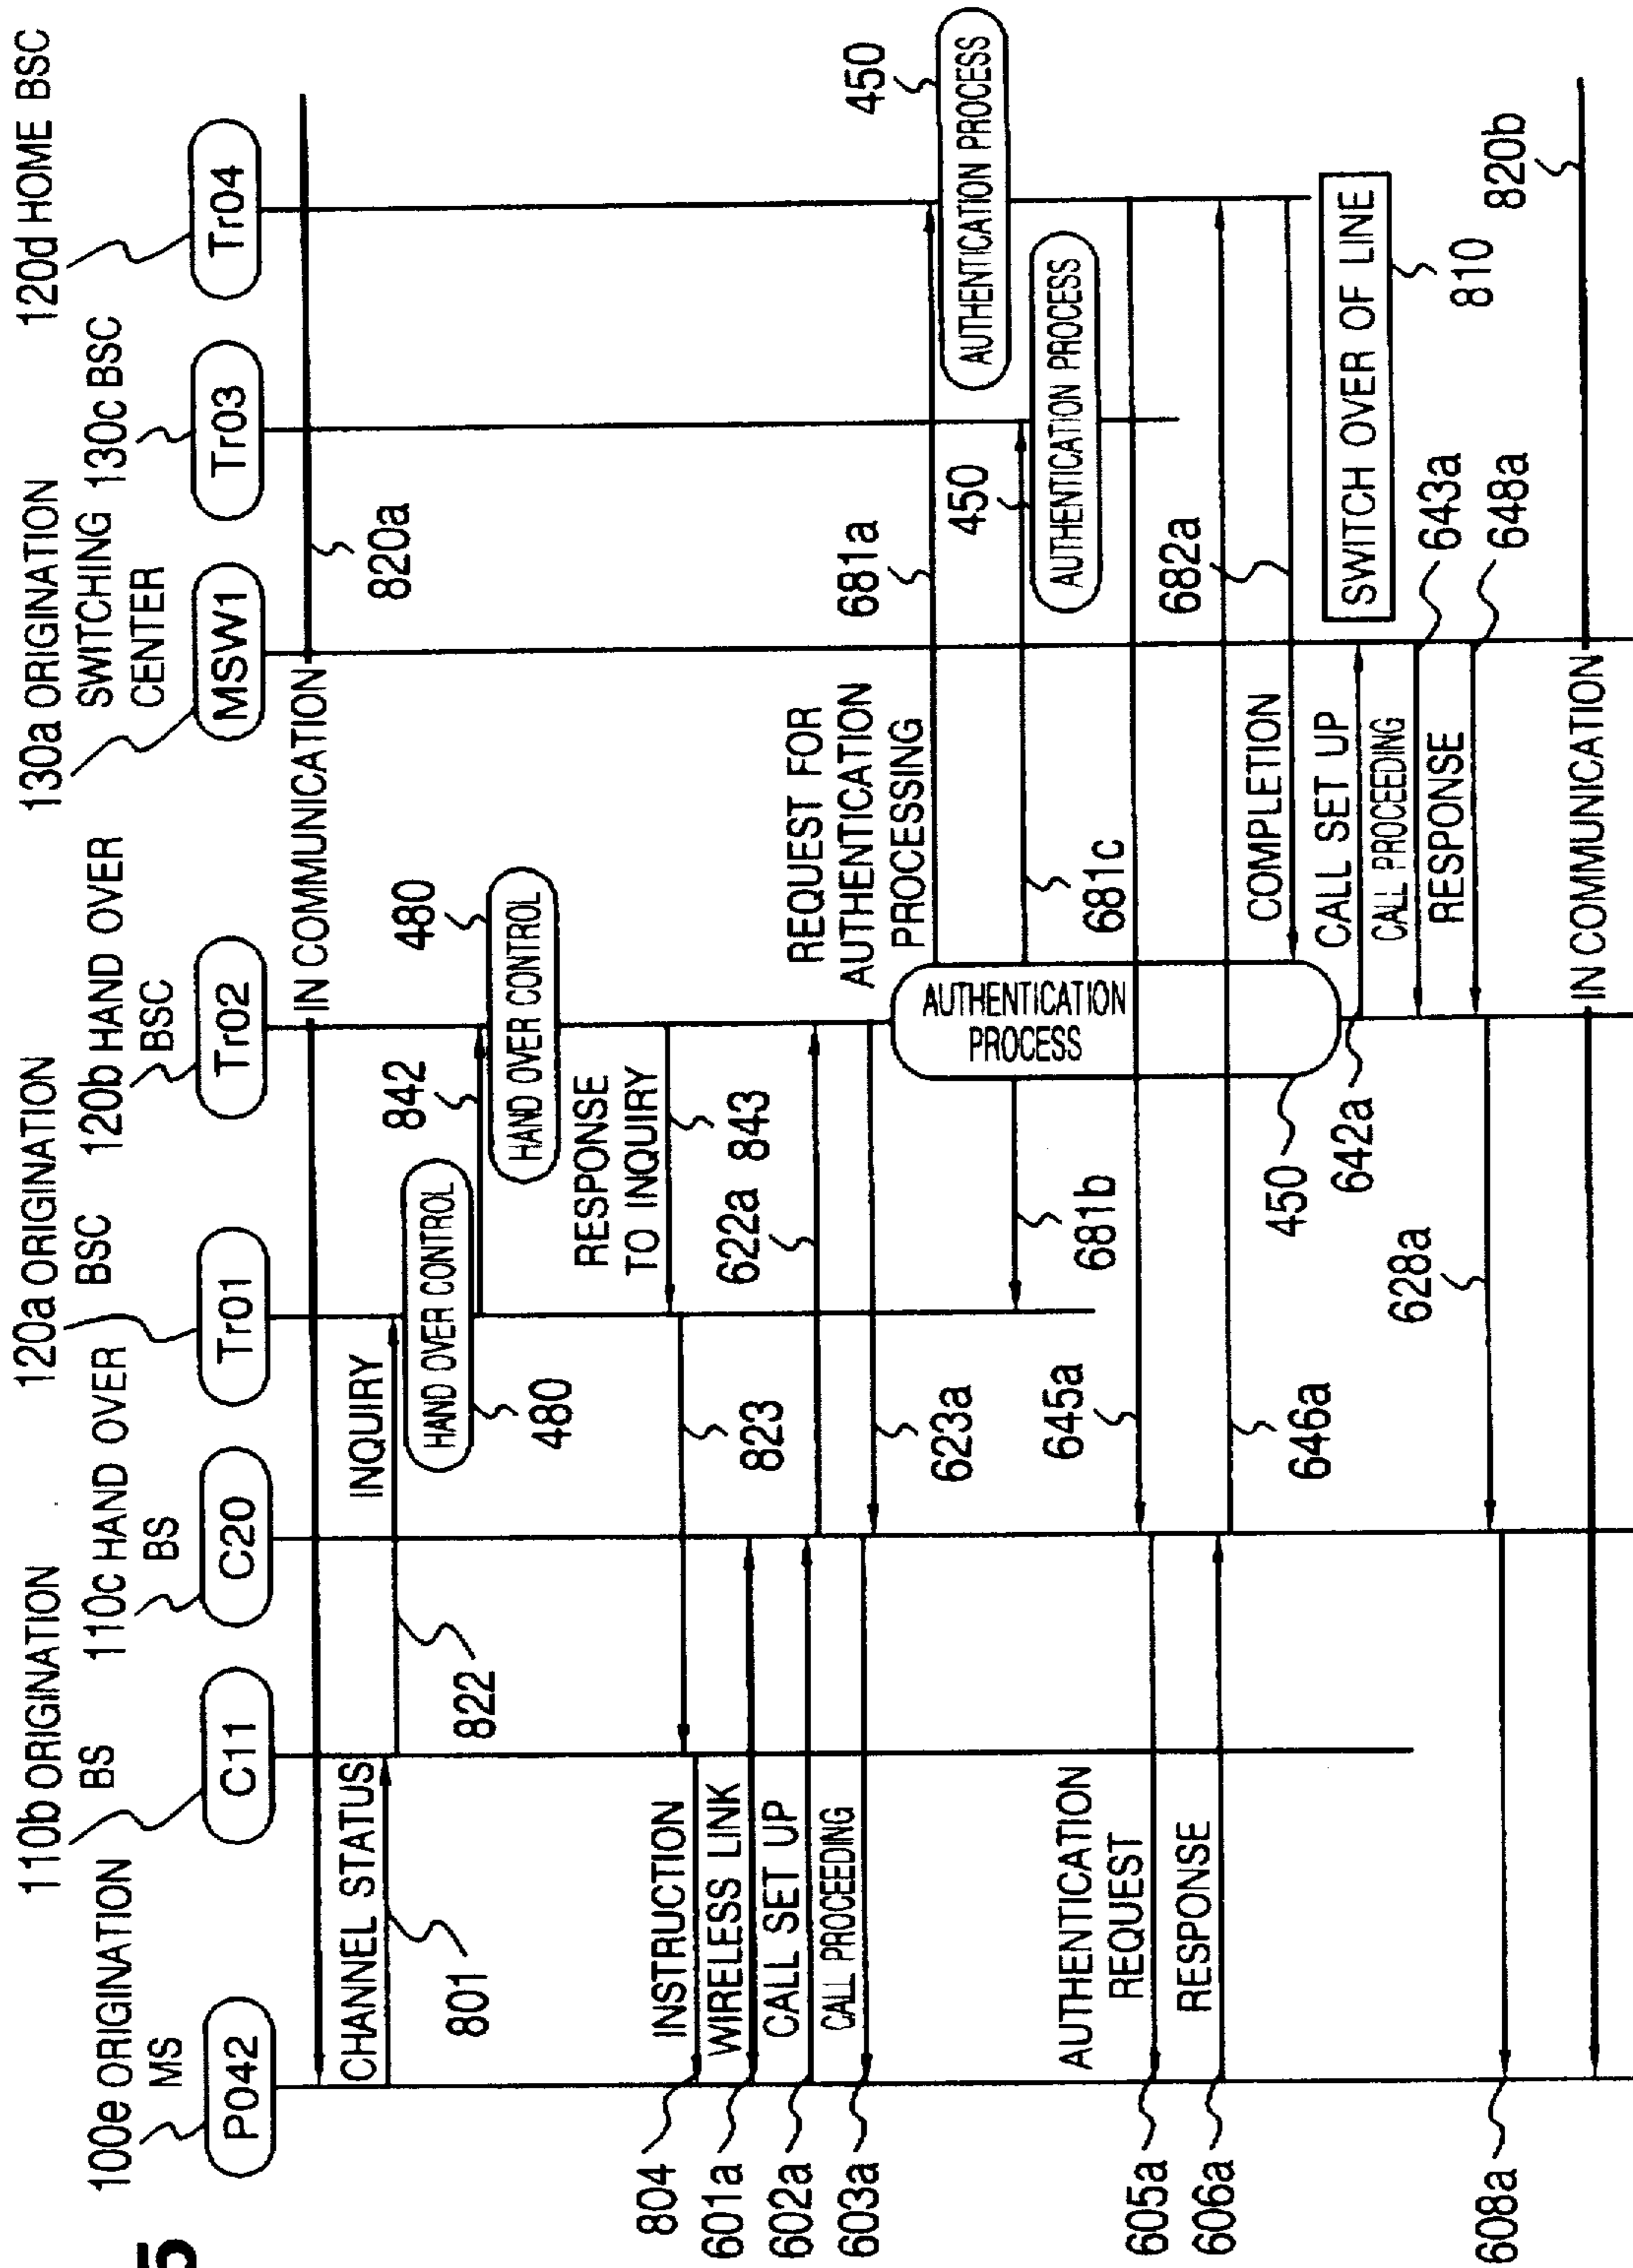 5
100e ORIGINATION
MS
P042
110b ORIGINATION
BS
C11
110c HAND OVER
BS
C20
120a ORIGINATION
BSC
Tr01
120b HAND OVER
BSC
Tr02
130a ORIGINATION
SWITCHING
CENTER
MSW1
130c BSC
Tr03
120d HOME BSC
Tr04
IN COMMUNICATION
820a
CHANNEL STATUS
801
822
INQUIRY
HAND OVER CONTROL
480
842
HAND OVER CONTROL
480
RESPONSE
TO INQUIRY
843
823
INSTRUCTION
804
WIRELESS LINK
601a
CALL SET UP
602a
622a
CALL PROCEEDING
603a
623a
REQUEST FOR
AUTHENTICATION
PROCESSING
681a
AUTHENTICATION PROCESS
450
AUTHENTICATION
PROCESS
450
681b
681c
AUTHENTICATION PROCESS
450
AUTHENTICATION
REQUEST
605a
645a
RESPONSE
606a
646a
COMPLETION
682a
SWITCH OVER OF LINE
810
CALL SET UP
642a
CALL PROCEEDING
643a
RESPONSE
648a
628a
608a
IN COMMUNICATION
820b